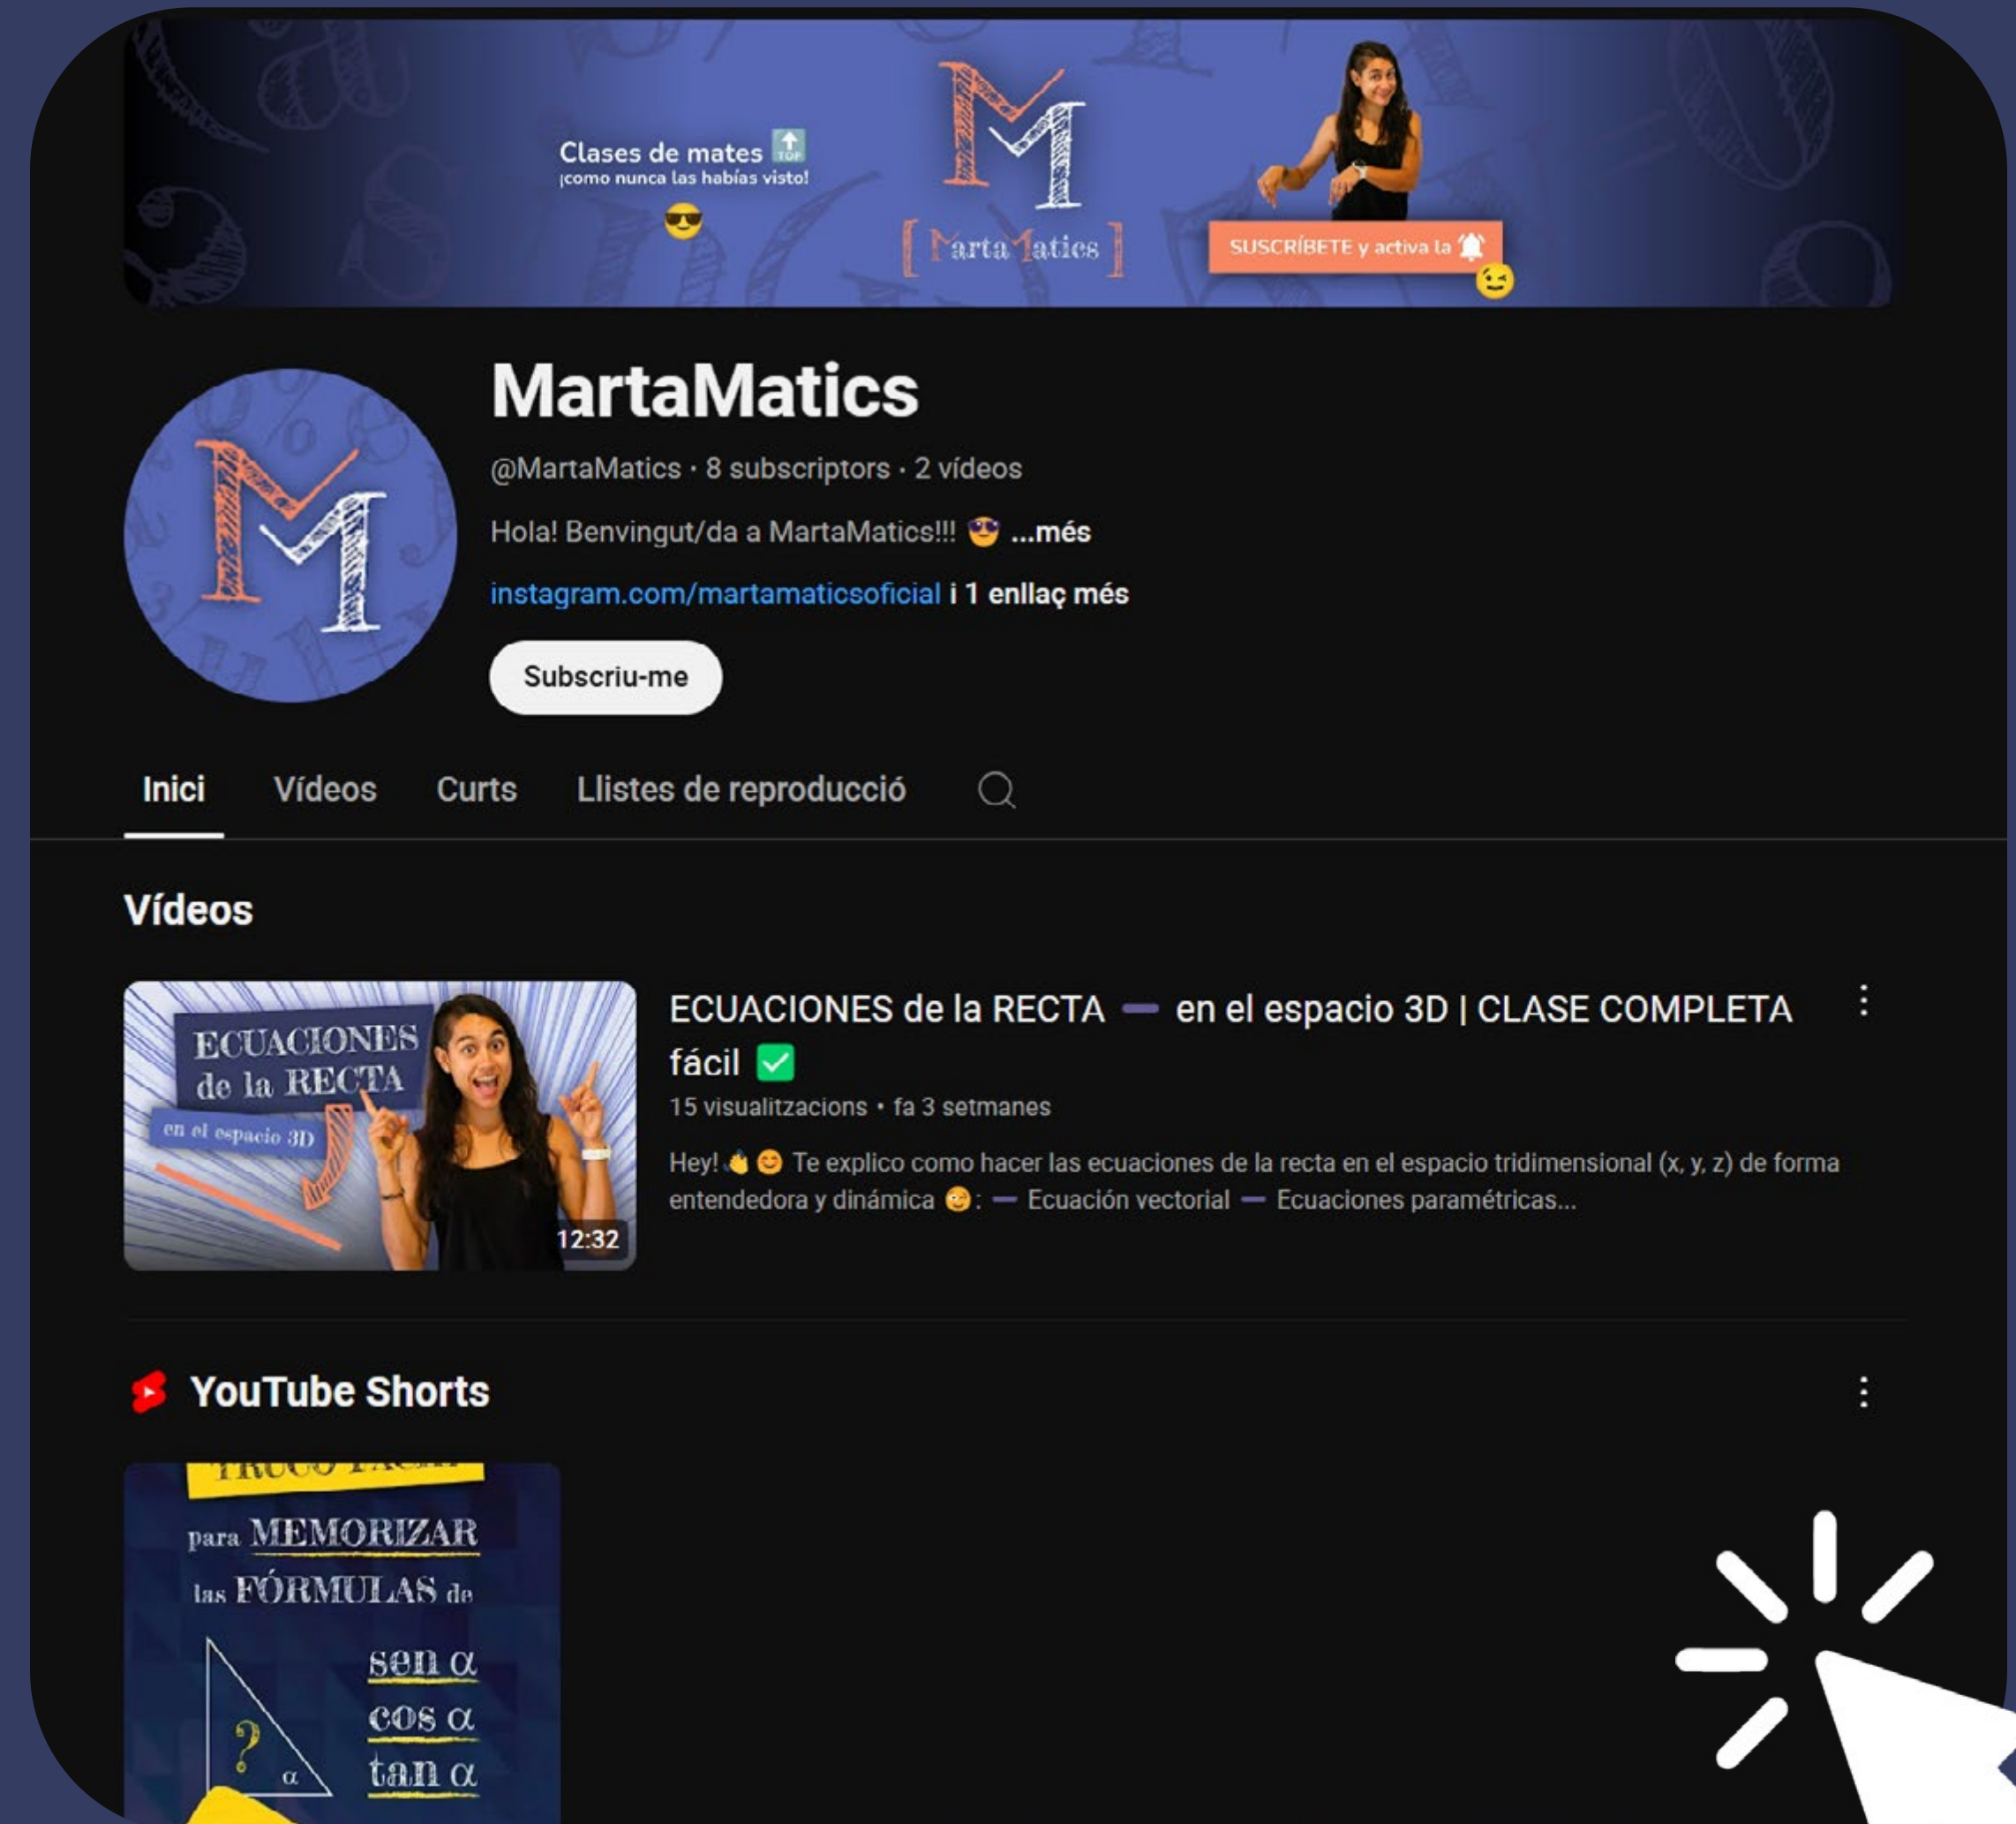 Clases de mates 🔝
¡como nunca las habías visto!
😎
M
[MartaMatics]
SUSCRÍBETE y activa la 🔔
😉
MartaMatics
@MartaMatics · 8 subscriptors · 2 vídeos
Hola! Benvingut/da a MartaMatics!!! 😎 ...més
instagram.com/martamaticsoficial i 1 enllaç més
Subscriu-me
Inici Vídeos Curts Llistes de reproducció
Vídeos
ECUACIONES
de la RECTA
en el espacio 3D
12:32
ECUACIONES de la RECTA ➖ en el espacio 3D | CLASE COMPLETA
fácil ✅
15 visualitzacions • fa 3 setmanes
Hey! 👋 😊 Te explico como hacer las ecuaciones de la recta en el espacio tridimensional (x, y, z) de forma
entendedora y dinámica 😉: ➖ Ecuación vectorial ➖ Ecuaciones paramétricas...
YouTube Shorts
TRUCO FÁCIL
para MEMORIZAR
las FÓRMULAS de
sen α
cos α
? α tan α